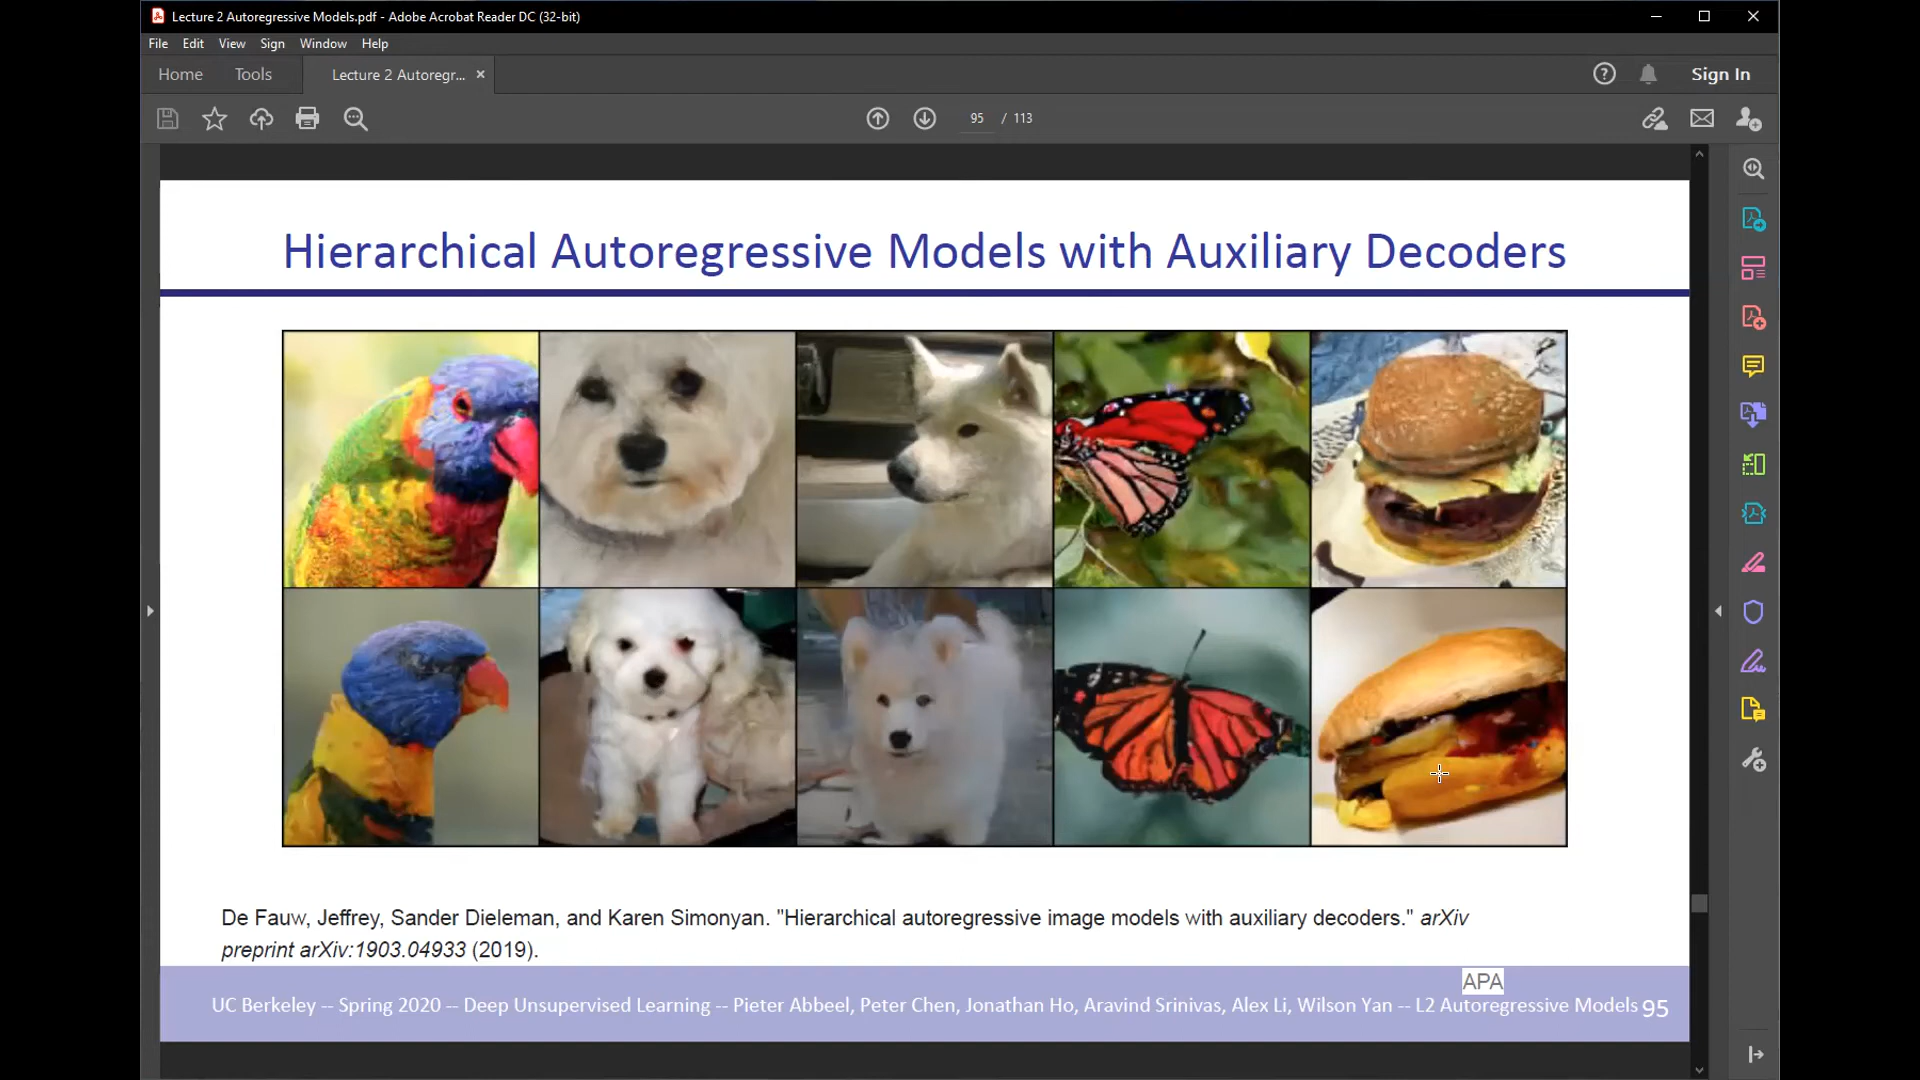 Lecture 2 Autoregressive Models.pdf - Adobe Acrobat Reader DC (32-bit)
File Edit View Sign Window Help
Home Tools Lecture 2 Autoregr... × Sign In
95 / 113
Hierarchical Autoregressive Models with Auxiliary Decoders
De Fauw, Jeffrey, Sander Dieleman, and Karen Simonyan. "Hierarchical autoregressive image models with auxiliary decoders." arXiv
preprint arXiv:1903.04933 (2019).
APA
UC Berkeley -- Spring 2020 -- Deep Unsupervised Learning -- Pieter Abbeel, Peter Chen, Jonathan Ho, Aravind Srinivas, Alex Li, Wilson Yan -- L2 Autoregressive Models 95